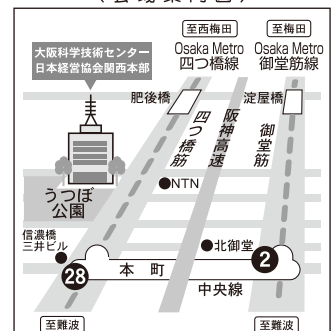 (会場案内図)
至西梅田
至梅田
Osaka Metro
四つ橋線
Osaka Metro
御堂筋線
大阪科学技術センター
日本経営協会関西本部
肥後橋
淀屋橋
四つ橋筋
阪神高速
御堂筋
NTN
うつぼ
公園
信濃橋
三井ビル
北御堂
28
本町
2
中央線
至難波
至難波